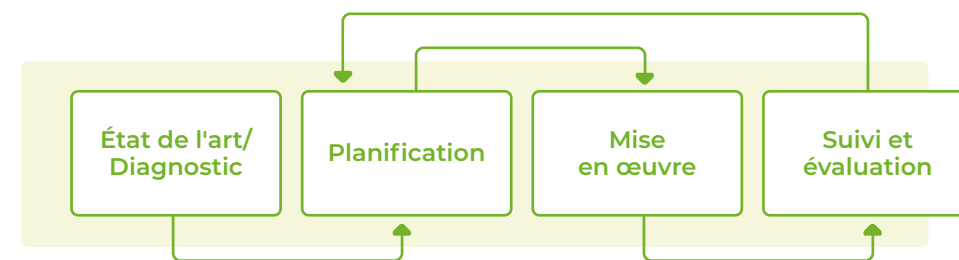 État de l'art/
Diagnostic
Planification
Mise
en œuvre
Suivi et
évaluation